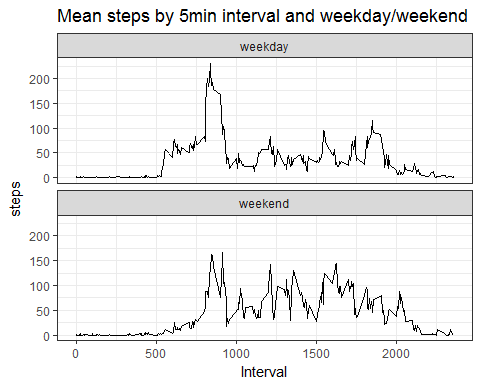 Mean steps by 5min interval and weekday/weekend
weekday
200
150
100
50
0
steps
weekend
200
150
100
50
0
0 500 1000 1500 2000
Interval